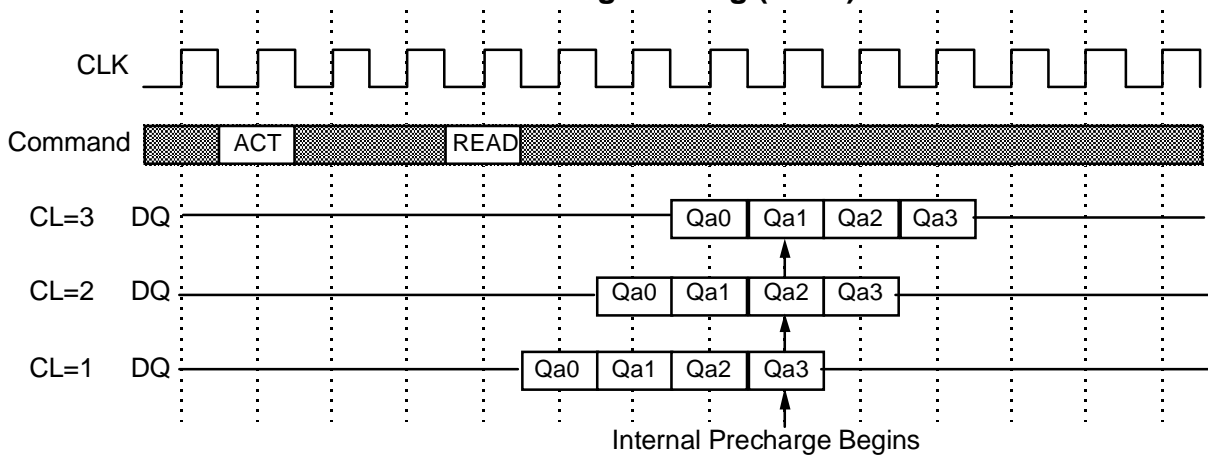 CLK
Command ACT READ
CL=3 DQ Qa0 Qa1 Qa2 Qa3
CL=2 DQ Qa0 Qa1 Qa2 Qa3
CL=1 DQ Qa0 Qa1 Qa2 Qa3
Internal Precharge Begins